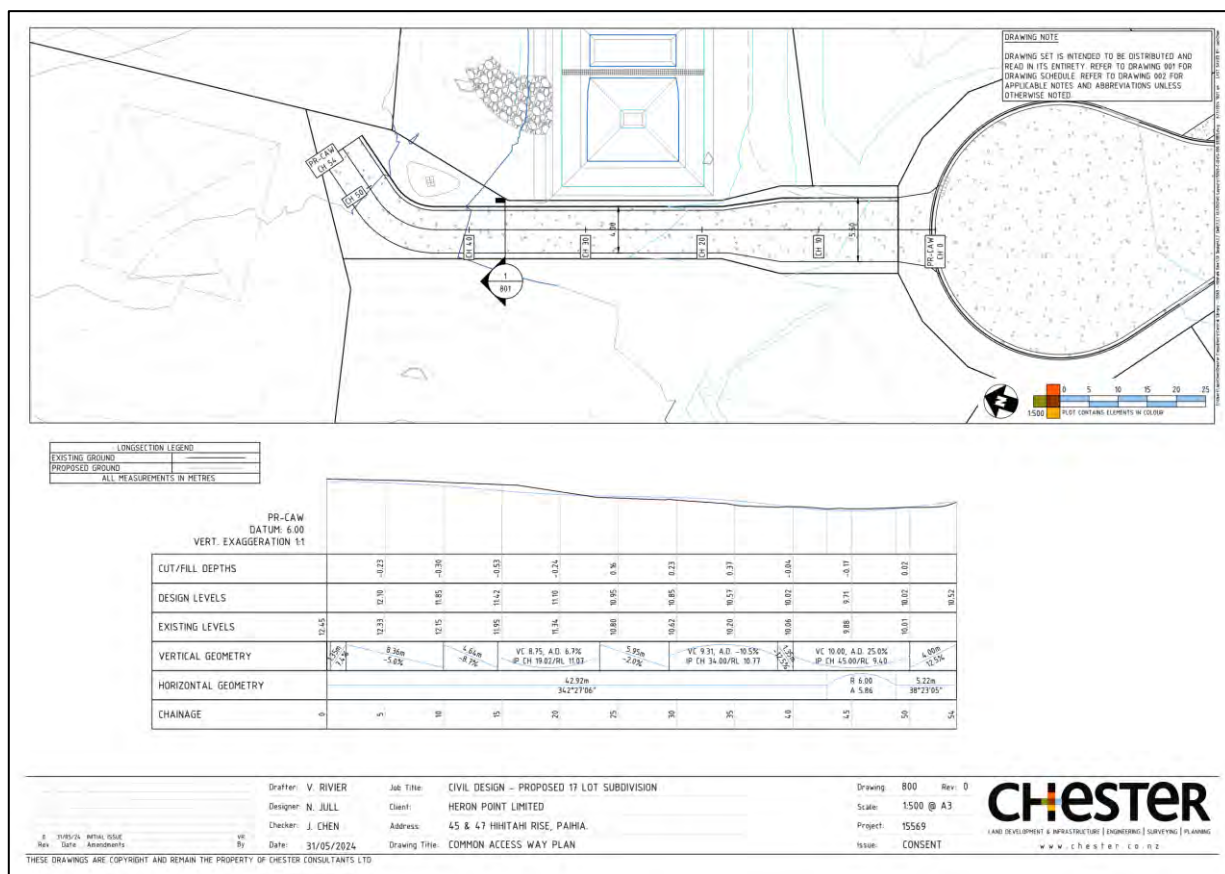 DRAWING NOTE
DRAWING SET IS INTENDED TO BE DISTRIBUTED AND
READ IN ITS ENTIRETY. REFER TO DRAWING 001 FOR
DRAWING SCHEDULE. REFER TO DRAWING 002 FOR
APPLICABLE NOTES AND ABBREVIATIONS UNLESS
OTHERWISE NOTED.
PR-CAW
CH 54
CH 50
CH 40
CH 30
4.00
CH 20
CH 10
5.50
PR-CAW
CH 0
1
801
N
0 5 10 15 20 25
1:500
PLOT CONTAINS ELEMENTS IN COLOUR
LONGSECTION LEGEND
EXISTING GROUND
PROPOSED GROUND
ALL MEASUREMENTS IN METRES
PR-CAW
DATUM: 6.00
VERT. EXAGGERATION 1:1
CUT/FILL DEPTHS -0.23 -0.30 -0.53 -0.24 0.16 0.23 0.37 -0.04 -0.17 0.02
DESIGN LEVELS 12.10 11.85 11.42 11.10 10.95 10.85 10.57 10.02 9.71 10.02 10.52
EXISTING LEVELS 12.45 12.33 12.15 11.95 11.34 10.80 10.62 10.20 10.06 9.88 10.01
VERTICAL GEOMETRY 8.36m 4.64m VC 8.75, A.D. 6.7% 5.95m VC 9.31, A.D. -10.5% 1.35m VC 10.00, A.D. 25.0% 4.00m
-5.0% -8.7% IP CH 19.02/RL 11.07 -2.0% IP CH 34.00/RL 10.77 -12.5% IP CH 45.00/RL 9.40 12.5%
HORIZONTAL GEOMETRY 42.92m R 6.00 5.22m
342°27'06" A 5.86 38°23'05"
CHAINAGE 0 5 10 15 20 25 30 35 40 45 50 54
0 31/05/24 INITIAL ISSUE VR
Rev. Date Amendments By
Drafter: V. RIVIER
Designer: N. JULL
Checker: J. CHEN
Date: 31/05/2024
Job Title: CIVIL DESIGN - PROPOSED 17 LOT SUBDIVISION
Client: HERON POINT LIMITED
Address: 45 & 47 HIHITAHI RISE, PAIHIA.
Drawing Title: COMMON ACCESS WAY PLAN
Drawing: 800 Rev: 0
Scale: 1:500 @ A3
Project: 15569
Issue: CONSENT
CHESTER
LAND DEVELOPMENT & INFRASTRUCTURE | ENGINEERING | SURVEYING | PLANNING
www.chester.co.nz
THESE DRAWINGS ARE COPYRIGHT AND REMAIN THE PROPERTY OF CHESTER CONSULTANTS LTD